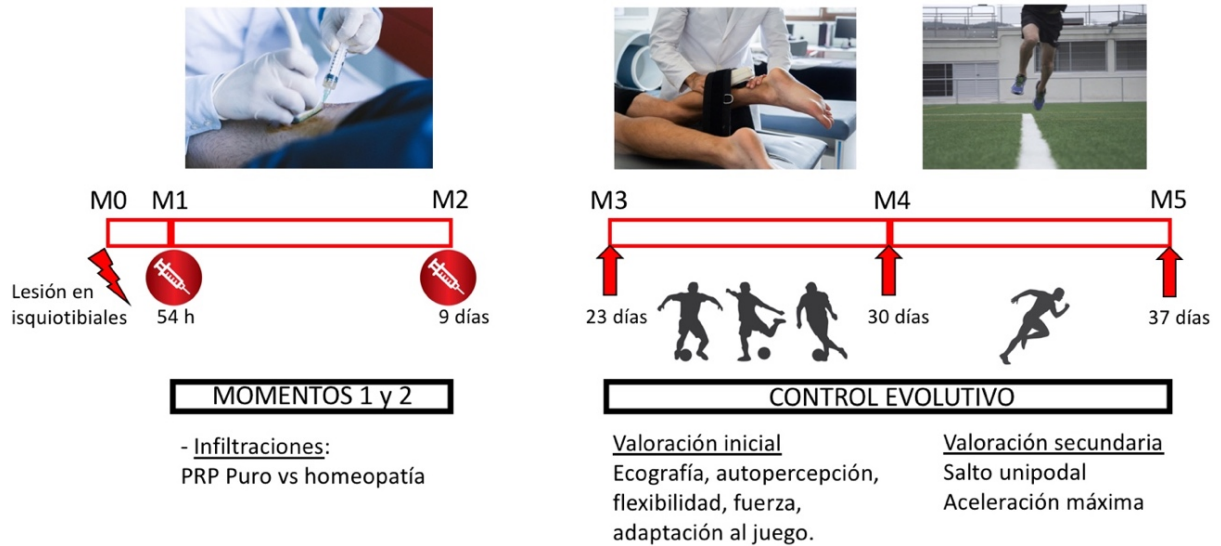 M0
M1
M2
M3
M4
M5
Lesión en
isquiotibiales
54 h
9 días
23 días
30 días
37 días
MOMENTOS 1 y 2
CONTROL EVOLUTIVO
- Infiltraciones:
PRP Puro vs homeopatía
Valoración inicial
Ecografía, autopercepción,
flexibilidad, fuerza,
adaptación al juego.
Valoración secundaria
Salto unipodal
Aceleración máxima